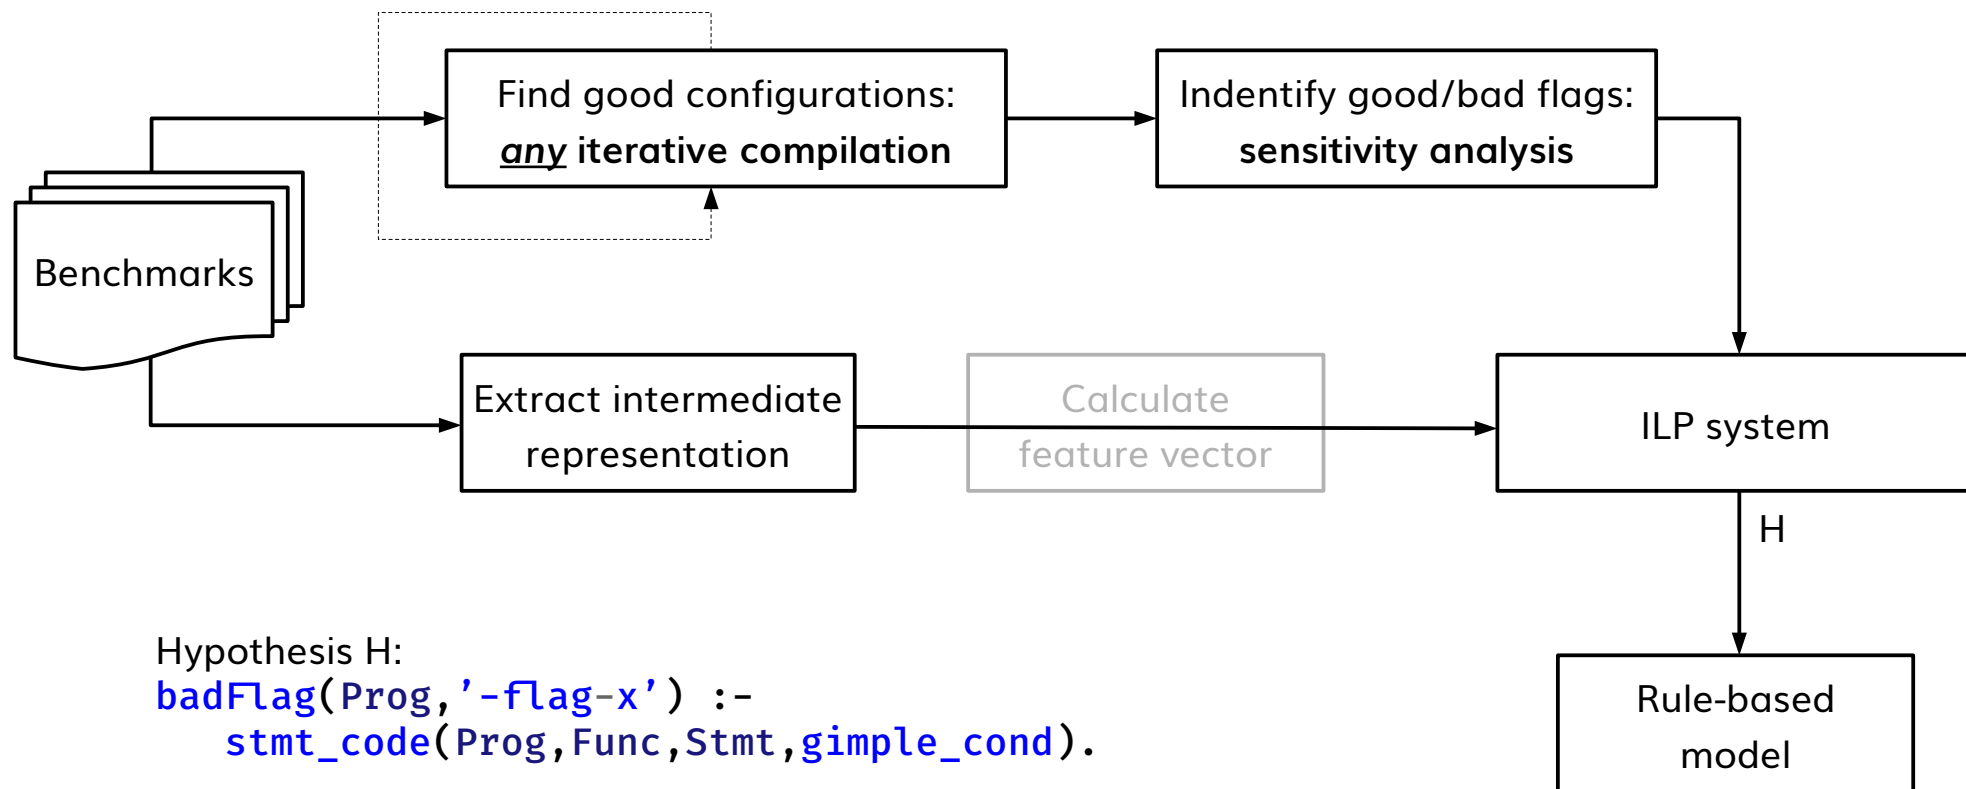 Find good configurations:
any iterative compilation
Indentify good/bad flags:
sensitivity analysis
Benchmarks
Extract intermediate
representation
Calculate
feature vector
ILP system
H
Hypothesis H:
badFlag(Prog,’-flag-x’) :-
stmt_code(Prog,Func,Stmt,gimple_cond).
Rule-based
model